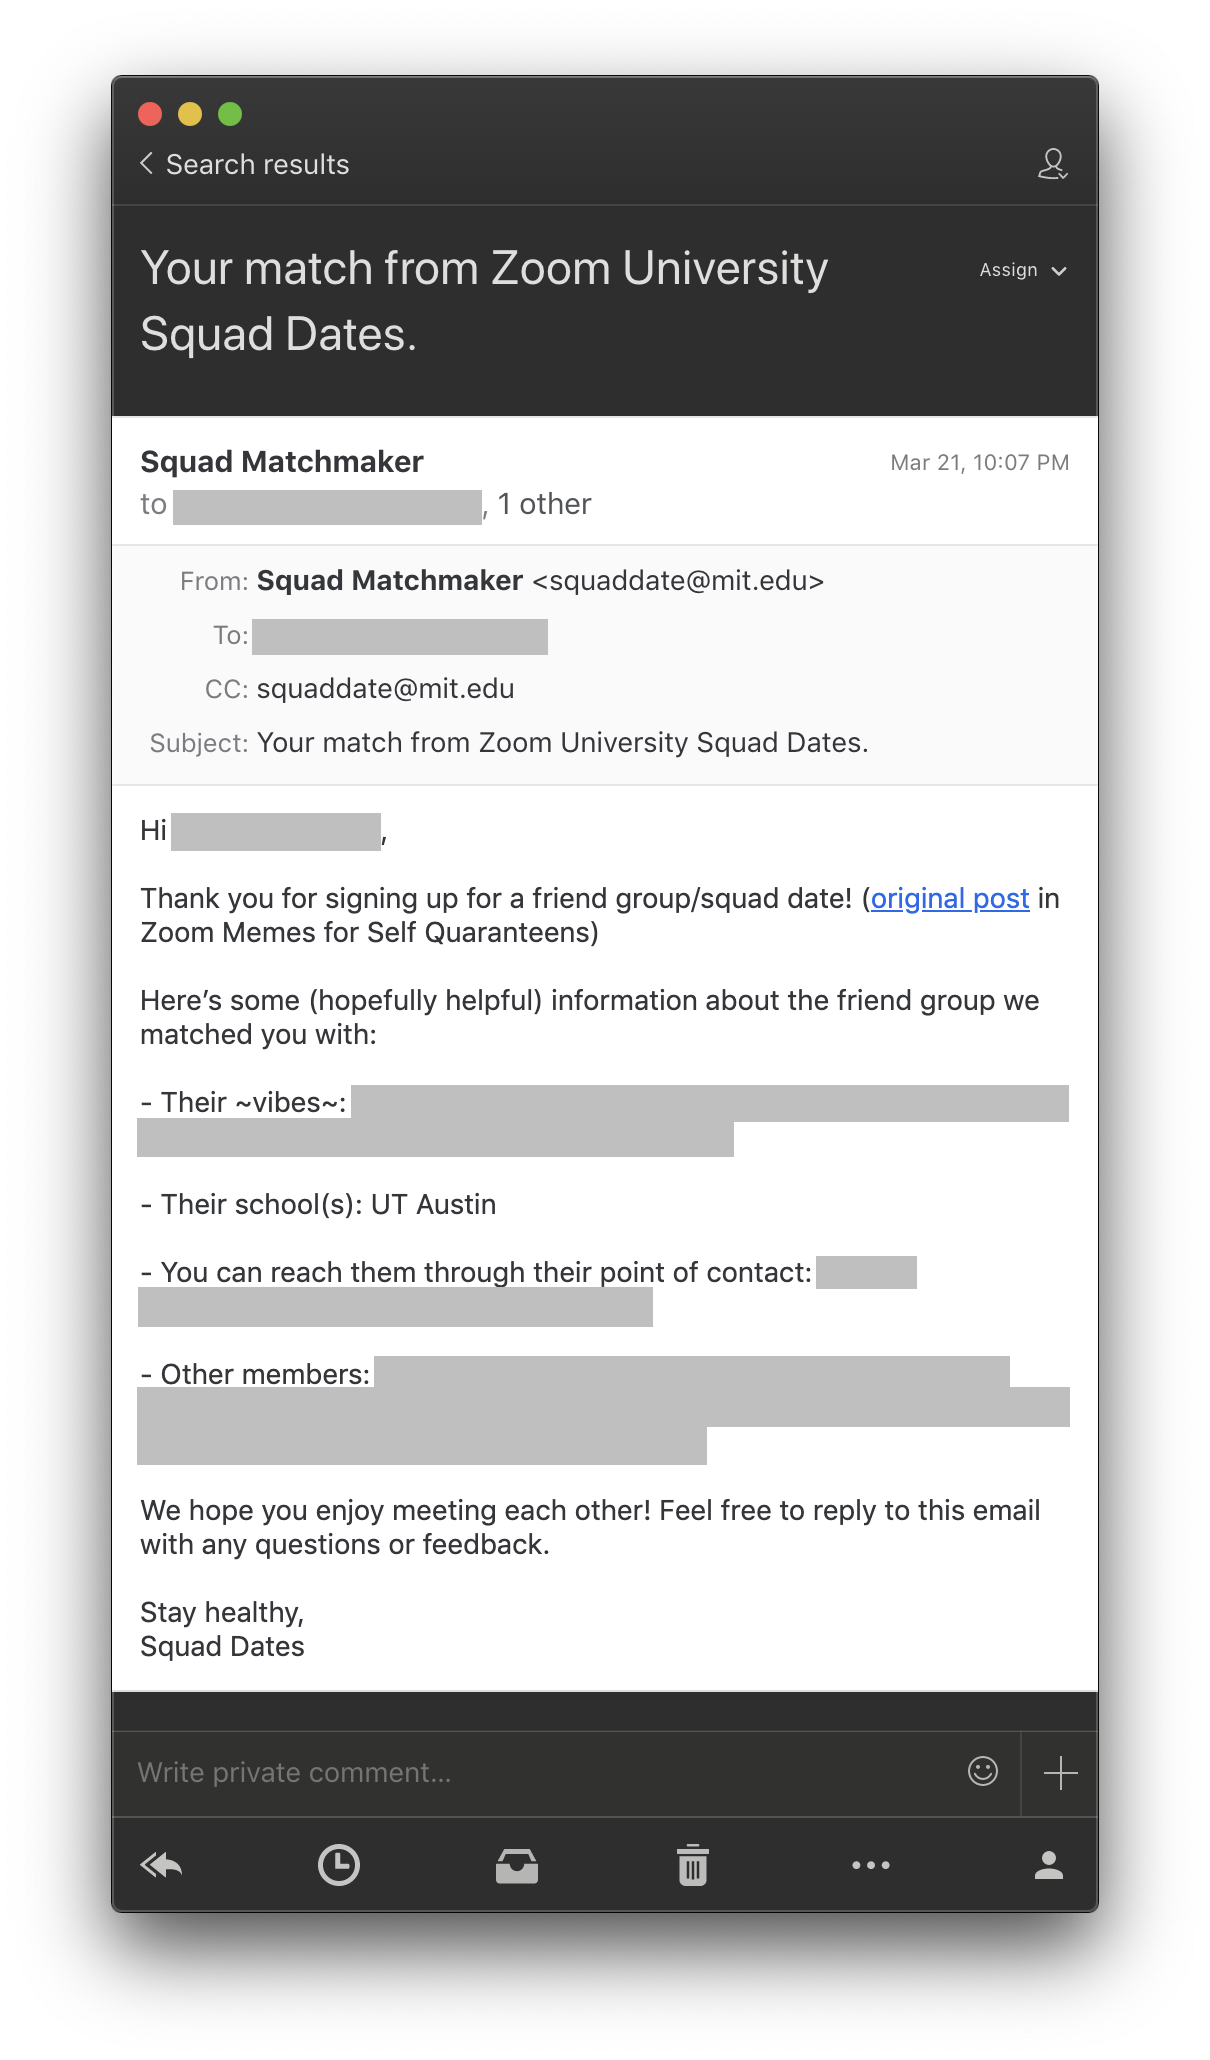 Search results
Your match from Zoom University
Squad Dates.
Assign
Squad Matchmaker
Mar 21, 10:07 PM
to , 1 other
From: Squad Matchmaker <squaddate@mit.edu>
To:
CC: squaddate@mit.edu
Subject: Your match from Zoom University Squad Dates.
Hi ,
Thank you for signing up for a friend group/squad date! (original post in
Zoom Memes for Self Quaranteens)
Here’s some (hopefully helpful) information about the friend group we
matched you with:
- Their ~vibes~:
- Their school(s): UT Austin
- You can reach them through their point of contact:
- Other members:
We hope you enjoy meeting each other! Feel free to reply to this email
with any questions or feedback.
Stay healthy,
Squad Dates
Write private comment...